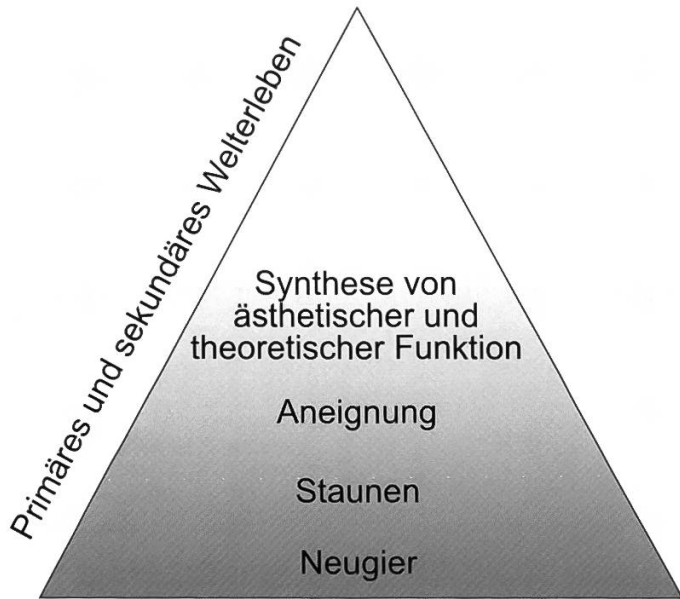 Primäres und sekundäres Welterleben
Synthese von
ästhetischer und
theoretischer Funktion
Aneignung
Staunen
Neugier